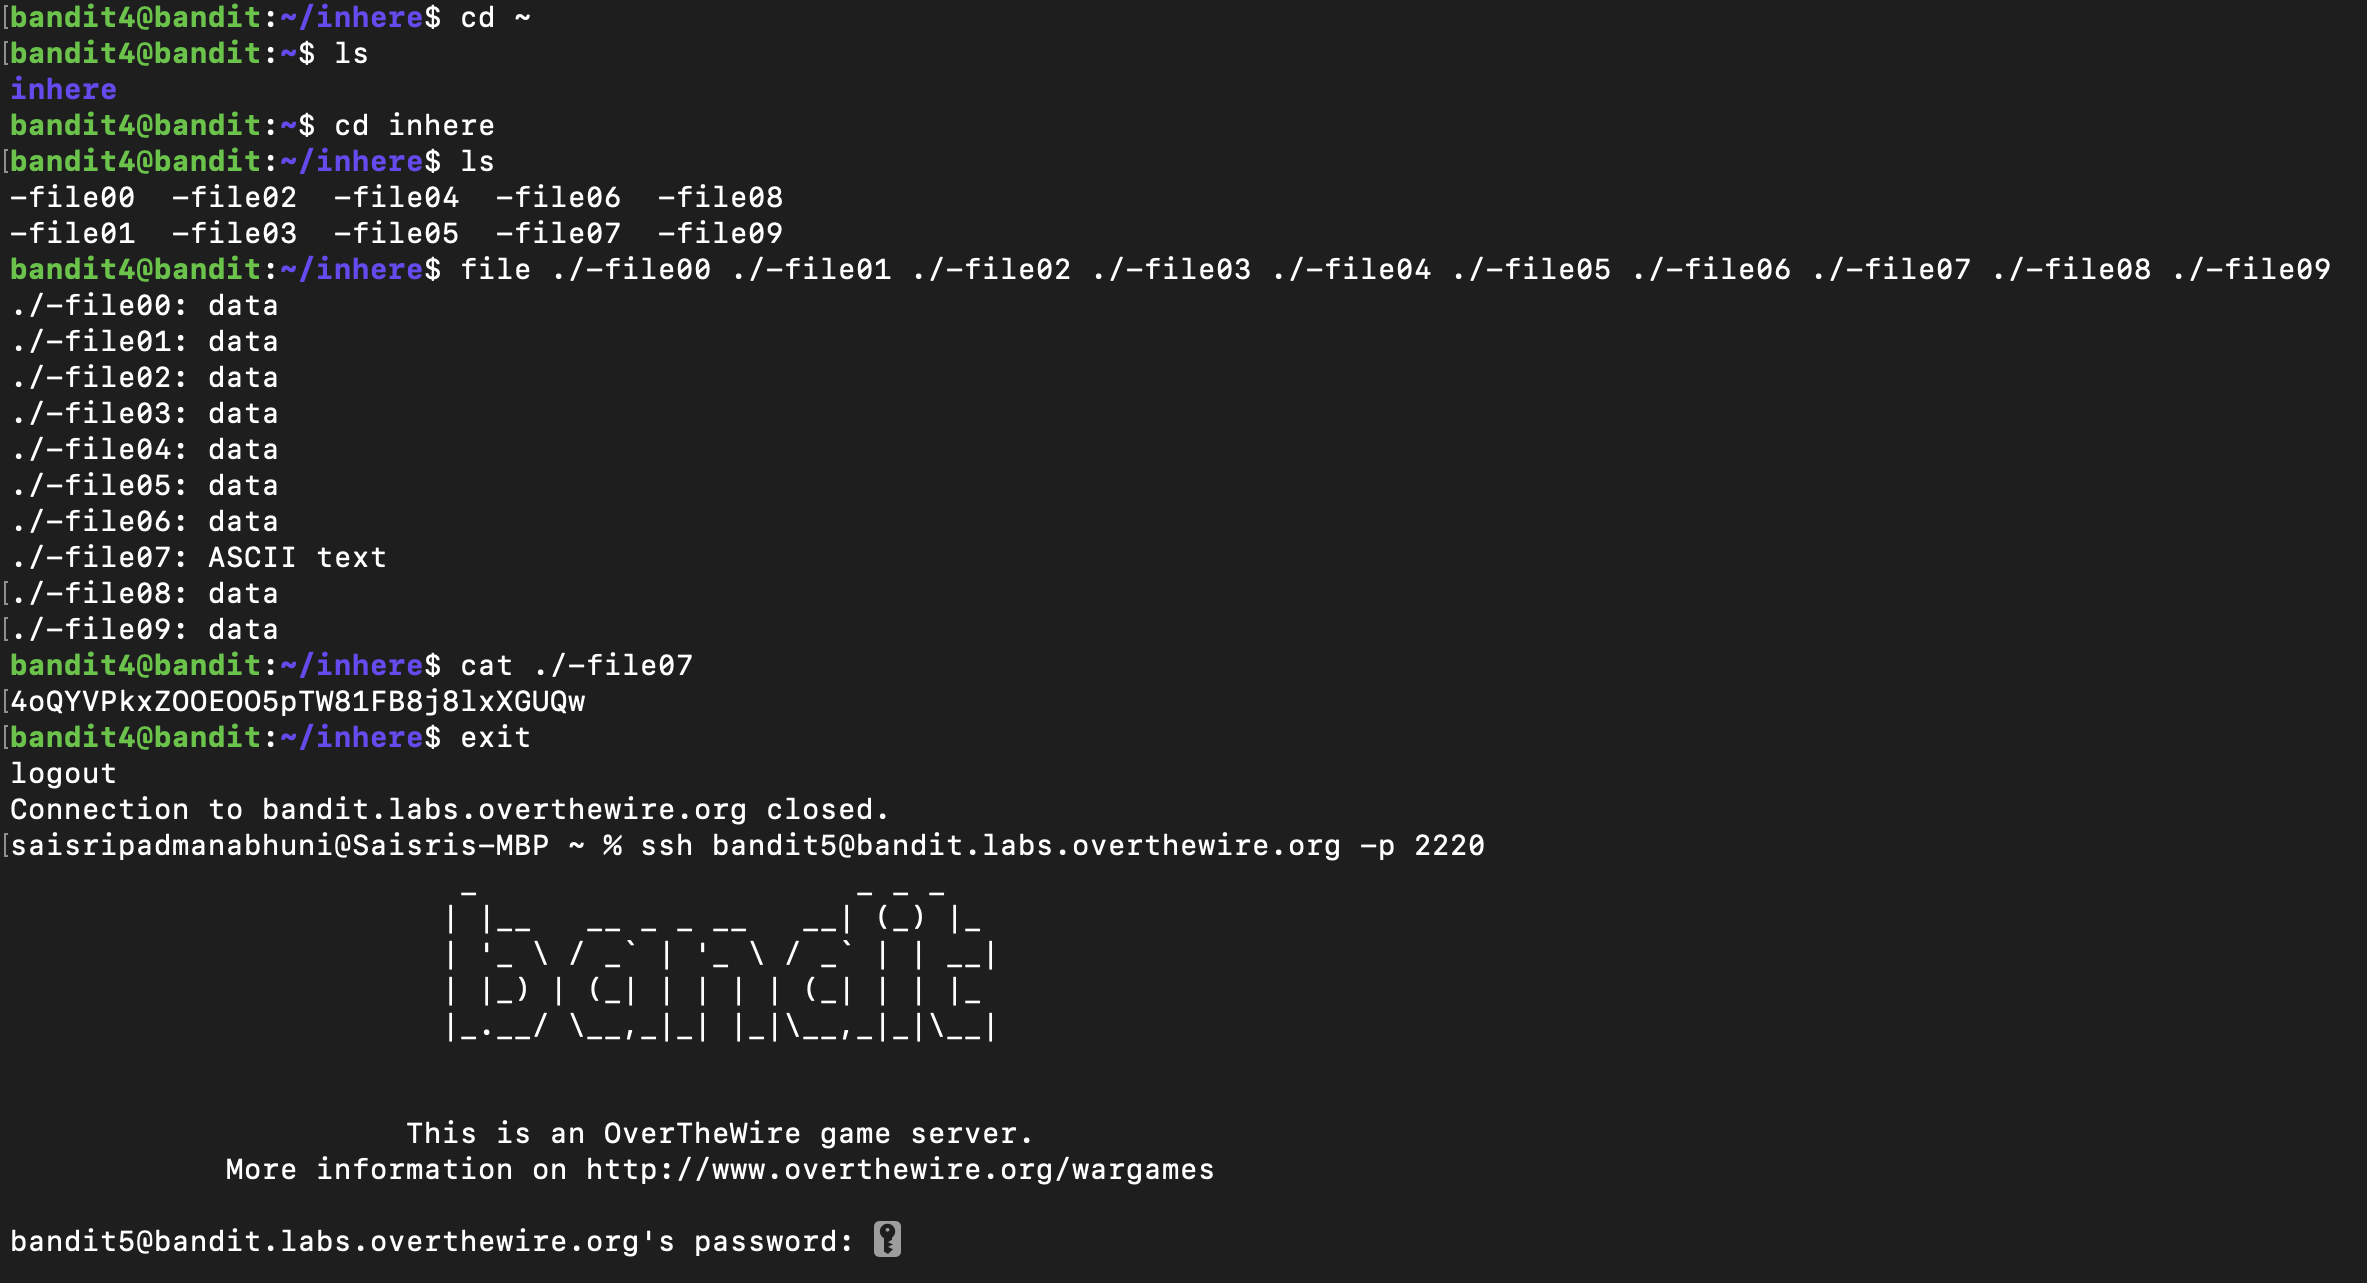 bandit4@bandit:~/inhere$ cd ~
bandit4@bandit:~$ ls
inhere
bandit4@bandit:~$ cd inhere
bandit4@bandit:~/inhere$ ls
-file00  -file02  -file04  -file06  -file08
-file01  -file03  -file05  -file07  -file09
bandit4@bandit:~/inhere$ file ./-file00 ./-file01 ./-file02 ./-file03 ./-file04 ./-file05 ./-file06 ./-file07 ./-file08 ./-file09
./-file00: data
./-file01: data
./-file02: data
./-file03: data
./-file04: data
./-file05: data
./-file06: data
./-file07: ASCII text
./-file08: data
./-file09: data
bandit4@bandit:~/inhere$ cat ./-file07
4oQYVPkxZOOEOO5pTW81FB8j8lxXGUQw
bandit4@bandit:~/inhere$ exit
logout
Connection to bandit.labs.overthewire.org closed.
saisripadmanabhuni@Saisris-MBP ~ % ssh bandit5@bandit.labs.overthewire.org -p 2220
                         _                     _ _ _
                        | |__   __ _ _ __   __| (_) |_
                        | '_ \ / _` | '_ \ / _` | | __|
                        | |_) | (_| | | | | (_| | | |_
                        |_.__/ \__,_|_| |_|\__,_|_|\__|
                      This is an OverTheWire game server.
            More information on http://www.overthewire.org/wargames
bandit5@bandit.labs.overthewire.org's password: